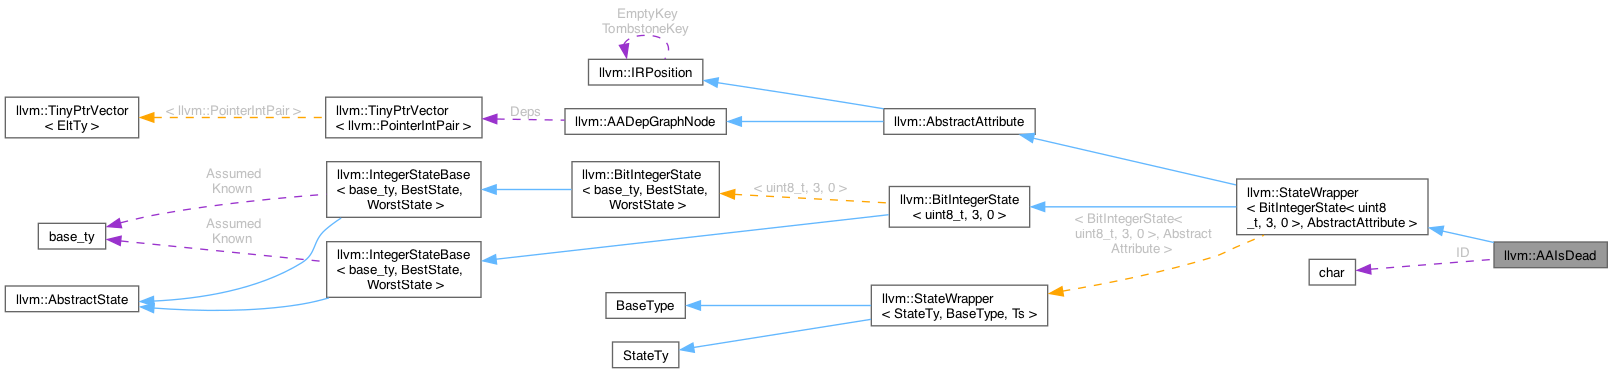 EmptyKey
TombstoneKey
llvm::IRPosition
llvm::TinyPtrVector
< EltTy >
< llvm::PointerIntPair >
llvm::TinyPtrVector
< llvm::PointerIntPair >
Deps
llvm::AADepGraphNode
llvm::AbstractAttribute
Assumed
Known
llvm::IntegerStateBase
< base_ty, BestState,
WorstState >
llvm::BitIntegerState
< base_ty, BestState,
WorstState >
< uint8_t, 3, 0 >
llvm::BitIntegerState
< uint8_t, 3, 0 >
llvm::StateWrapper
< BitIntegerState< uint8
_t, 3, 0 >, AbstractAttribute >
base_ty
Assumed
Known
llvm::IntegerStateBase
< base_ty, BestState,
WorstState >
< BitIntegerState<
uint8_t, 3, 0 >, Abstract
Attribute >
ID
llvm::AAIsDead
char
llvm::AbstractState
BaseType
llvm::StateWrapper
< StateTy, BaseType, Ts >
StateTy